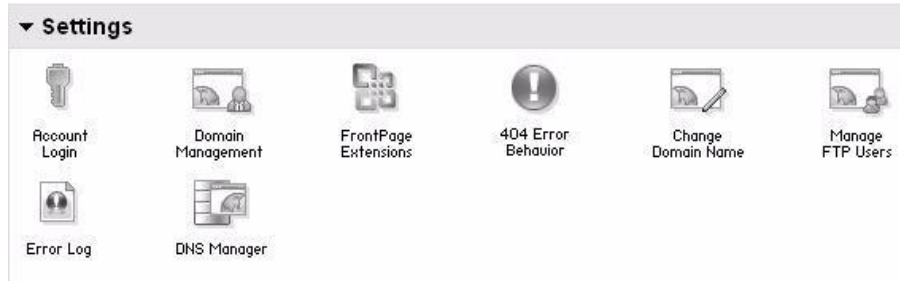 Settings
Account
Login
Domain
Management
FrontPage
Extensions
404 Error
Behavior
Change
Domain Name
Manage
FTP Users
Error Log
DNS Manager